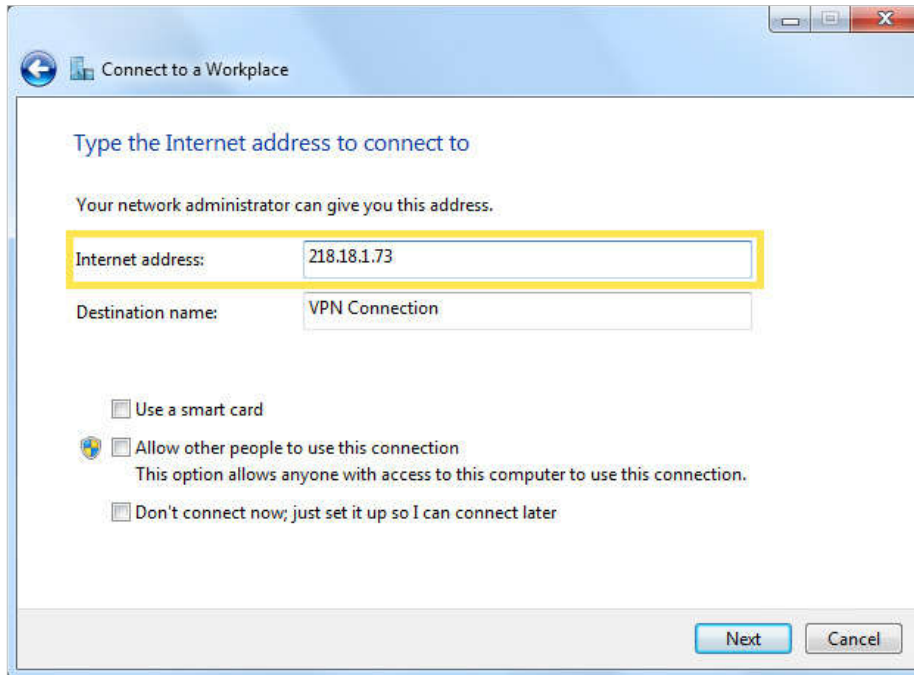 Connect to a Workplace
Type the Internet address to connect to
Your network administrator can give you this address.
Internet address: 218.18.1.73
Destination name: VPN Connection
Use a smart card
Allow other people to use this connection
This option allows anyone with access to this computer to use this connection.
Don't connect now; just set it up so I can connect later
Next Cancel